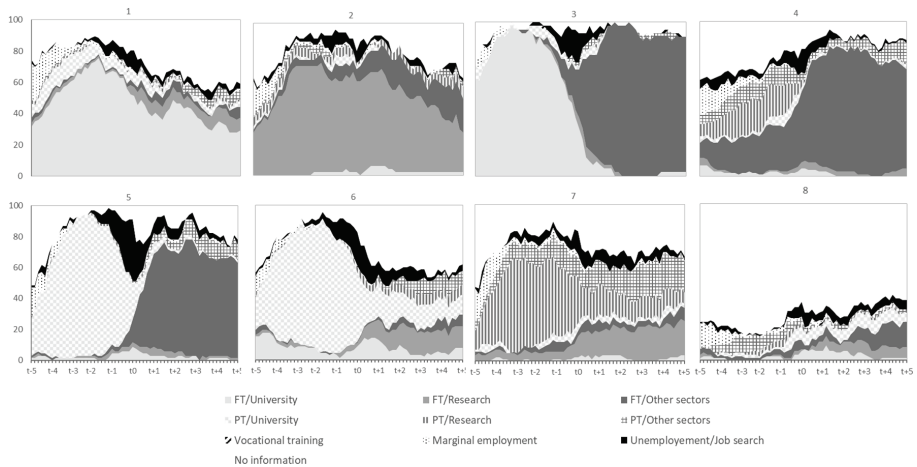 1 2 3 4
100
80
60
40
20
0
5 6 7 8
100
80
60
40
20
0
t-5 t-4 t-3 t-2 t-1 t0 t+1 t+2 t+3 t+4 t+5 t-5 t-4 t-3 t-2 t-1 t0 t+1 t+2 t+3 t+4 t+5 t-5 t-4 t-3 t-2 t-1 t0 t+1 t+2 t+3 t+4 t+5 t-5 t-4 t-3 t-2 t-1 t0 t+1 t+2 t+3 t+4 t+5
FT/University FT/Research FT/Other sectors
PT/University PT/Research PT/Other sectors
Vocational training Marginal employment Unemployement/Job search
No information